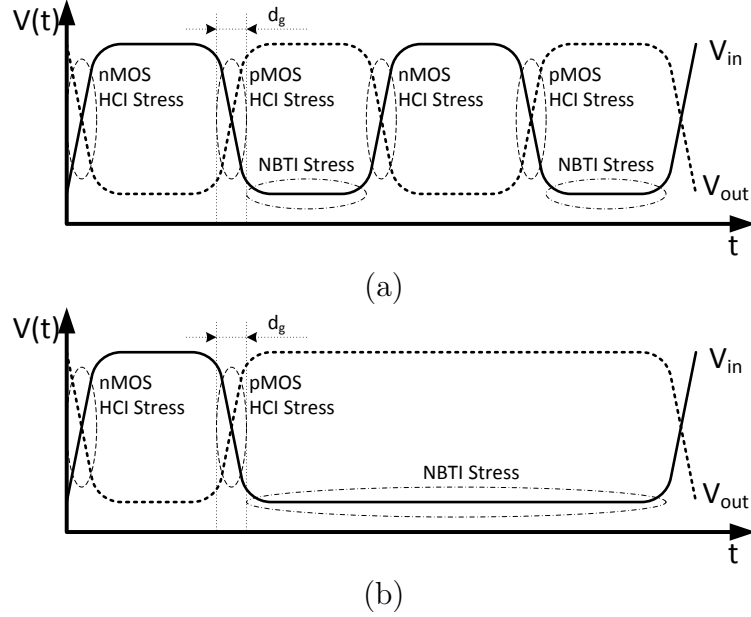 V(t)
d_g
V_in
nMOS HCI Stress
pMOS HCI Stress
nMOS HCI Stress
pMOS HCI Stress
NBTI Stress
NBTI Stress
V_out
t
(a)
V(t)
d_g
V_in
nMOS HCI Stress
pMOS HCI Stress
NBTI Stress
V_out
t
(b)